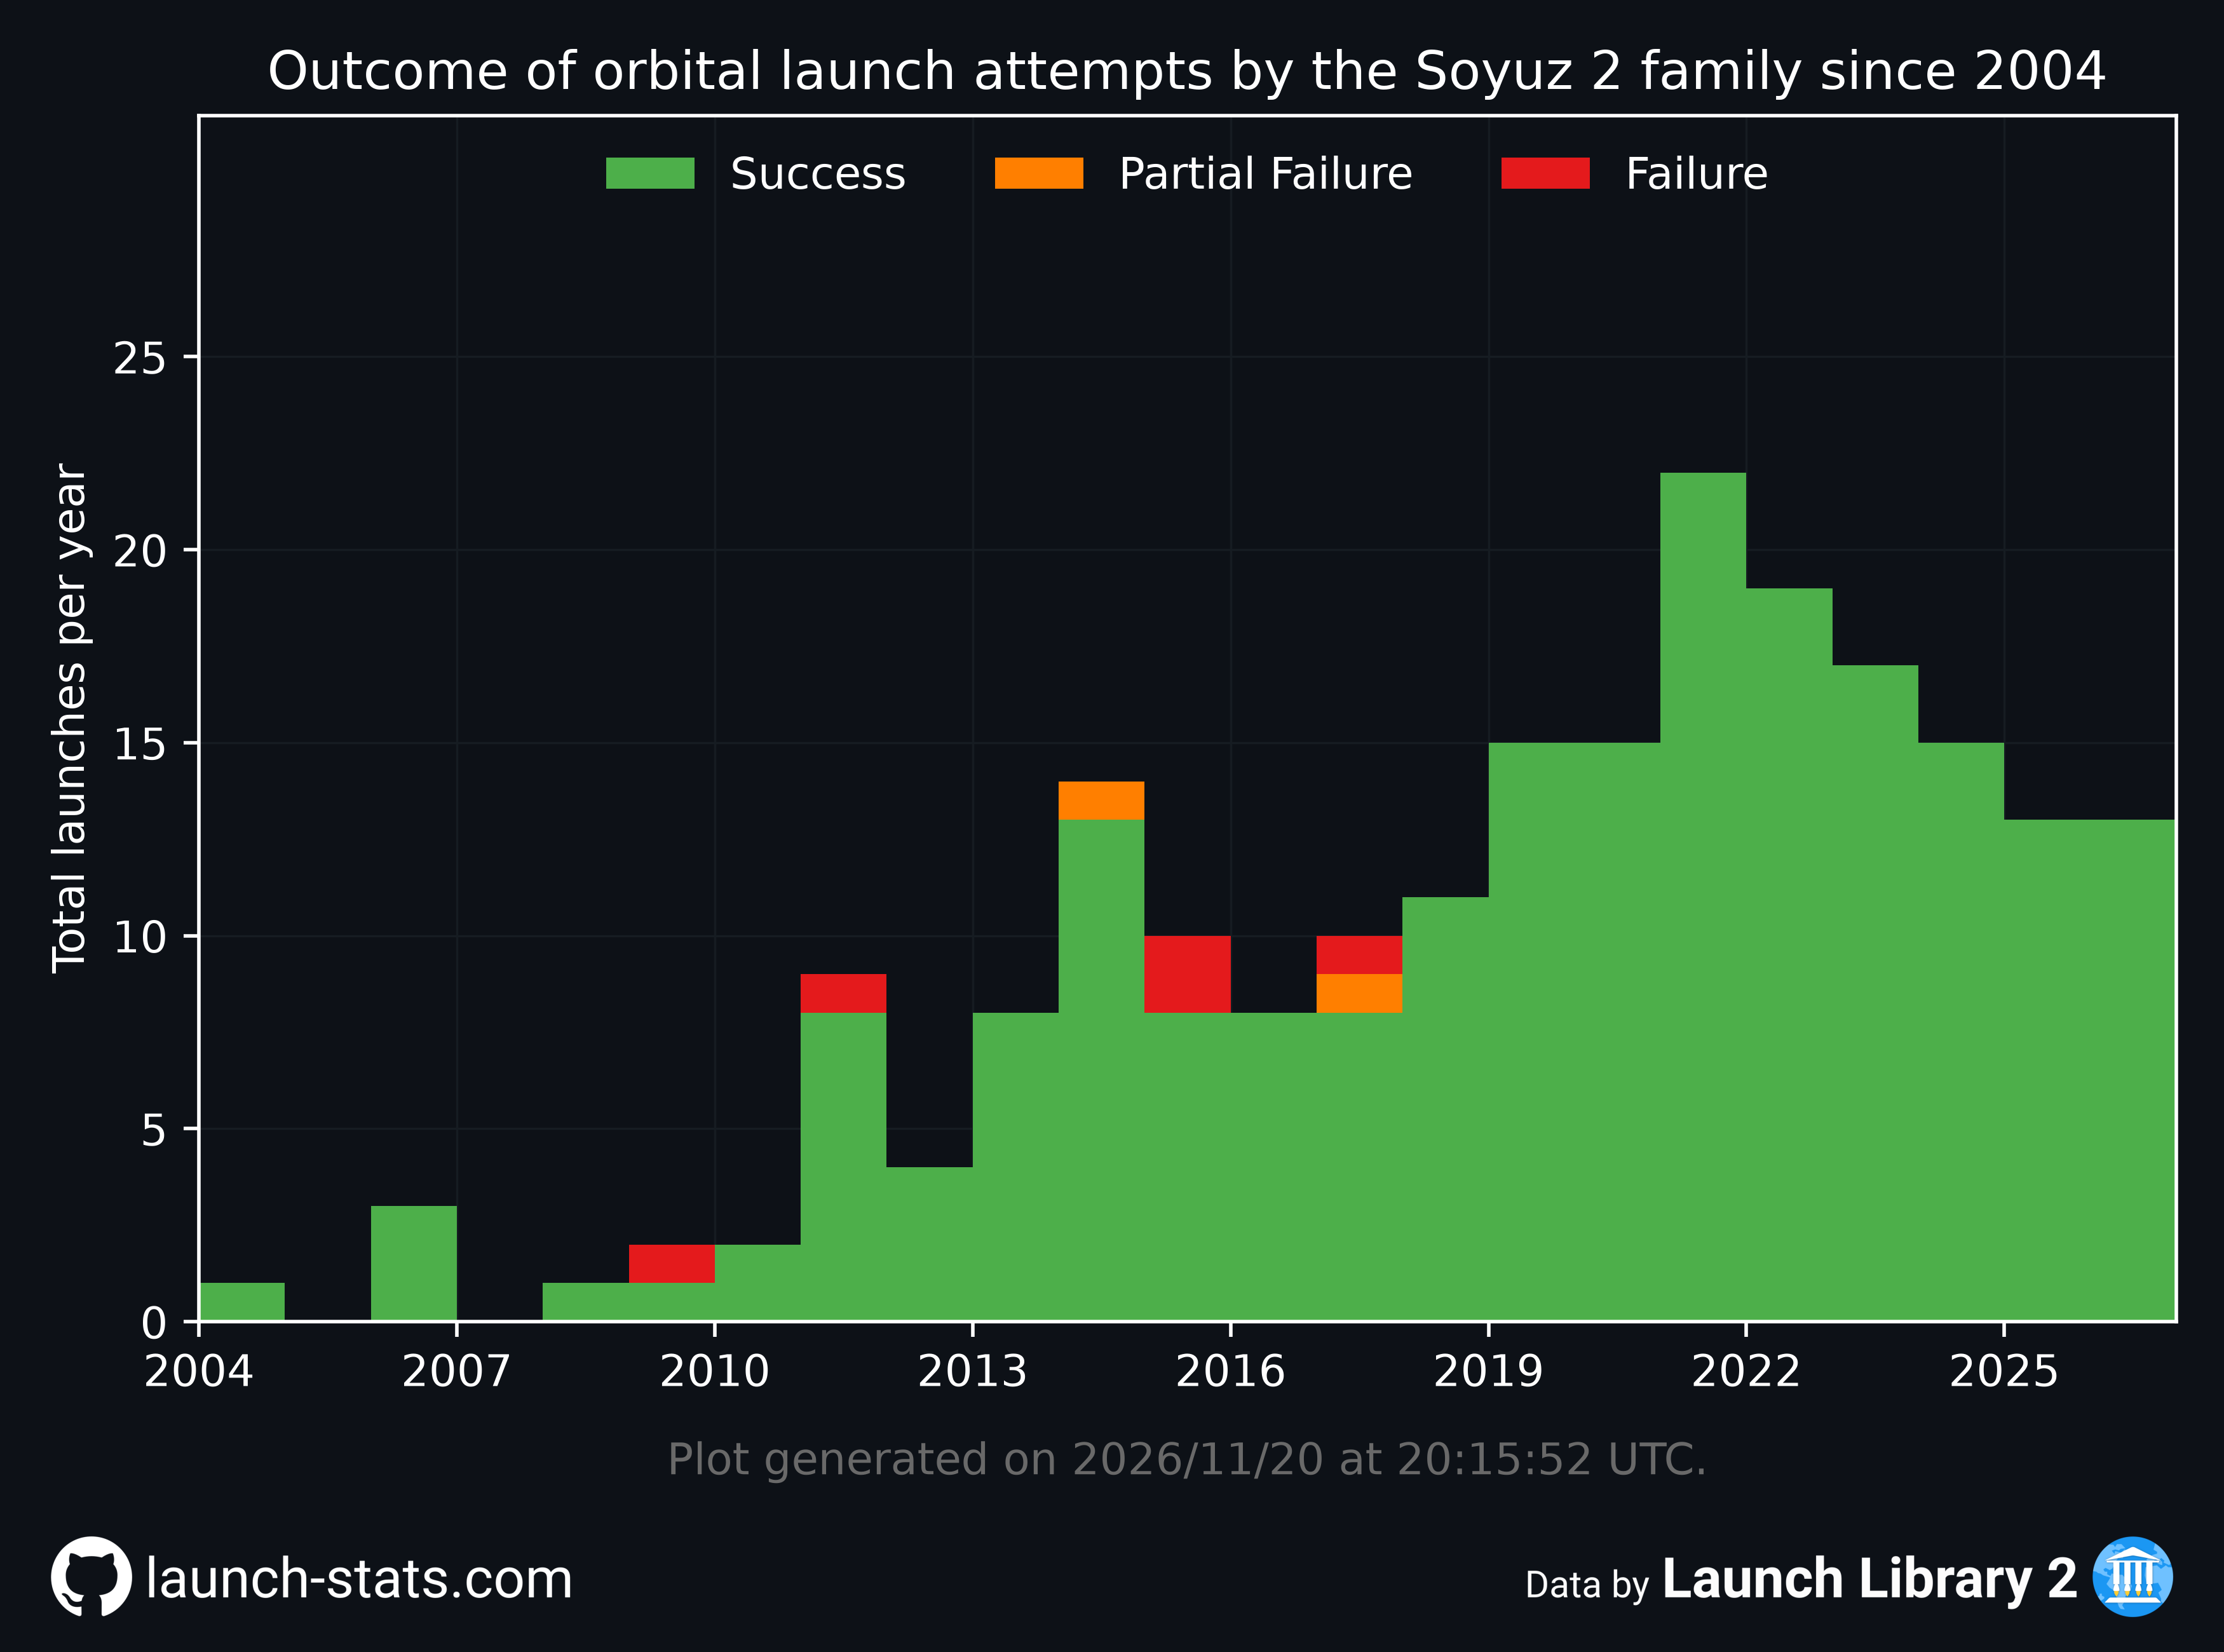 Outcome of orbital launch attempts by the Soyuz 2 family since 2004
Success
Partial Failure
Failure
Total launches per year
25
20
15
10
5
0
2004
2007
2010
2013
2016
2019
2022
2025
Plot generated on 2026/11/20 at 20:15:52 UTC.
launch-stats.com
Data by Launch Library 2